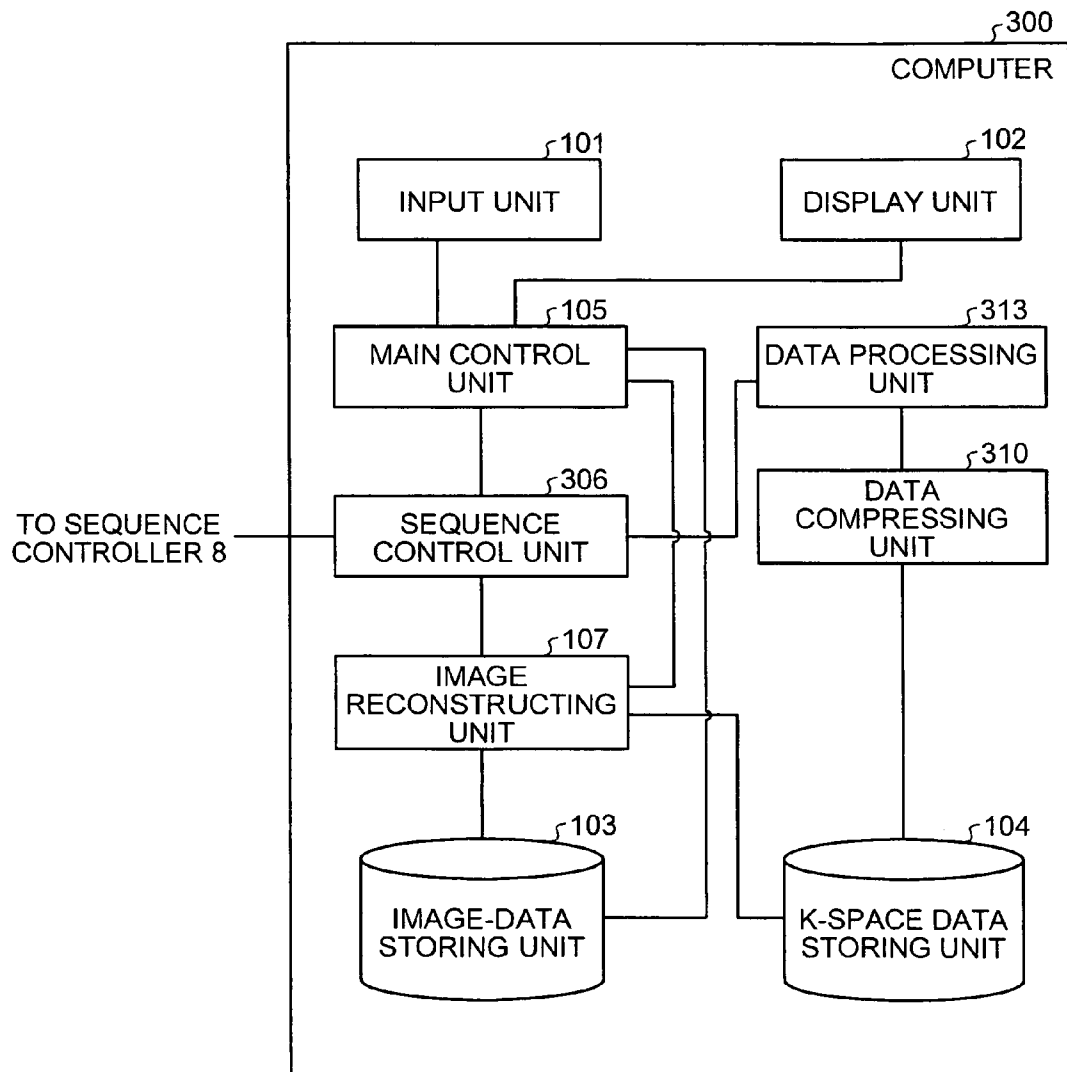 300
COMPUTER
101
INPUT UNIT
102
DISPLAY UNIT
105
MAIN CONTROL
UNIT
313
DATA PROCESSING
UNIT
306
SEQUENCE
CONTROL UNIT
310
DATA
COMPRESSING
UNIT
TO SEQUENCE
CONTROLLER 8
107
IMAGE
RECONSTRUCTING
UNIT
103
IMAGE-DATA
STORING UNIT
104
K-SPACE DATA
STORING UNIT